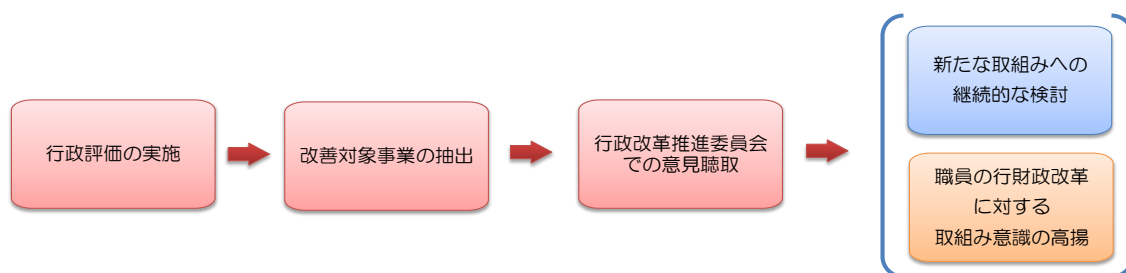 行政評価の実施
改善対象事業の抽出
行政改革推進委員会
での意見聴取
新たな取組みへの
継続的な検討
職員の行財政改革
に対する
取組み意識の高揚